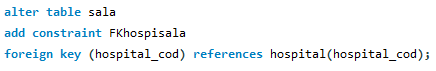 alter table sala
add constraint FKhospisala
foreign key (hospital_cod) references hospital(hospital_cod);